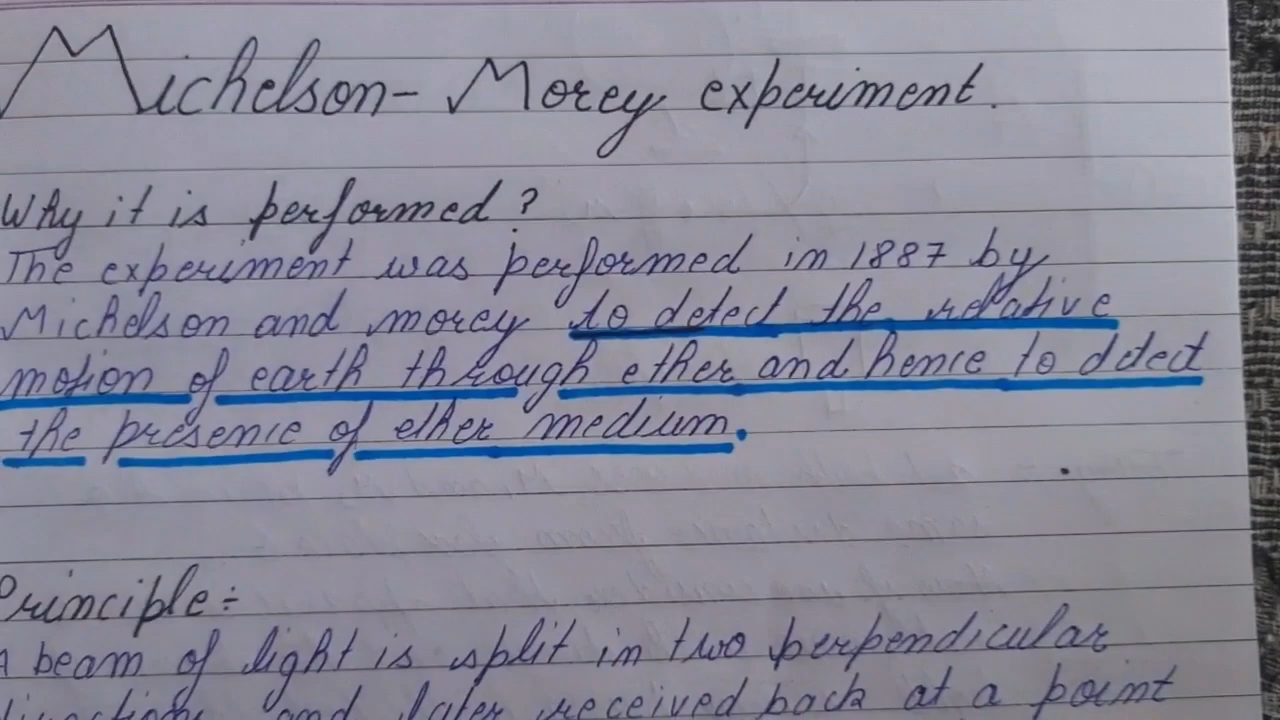 Michelson- Morey experiment.
Why it is performed?
The experiment was performed in 1887 by
Michelson and morey to detect the relative
motion of earth through ether and hence to detect
the presence of ether medium.
Principle:-
A beam of light is split in two perpendicular
directions and later received back at a point